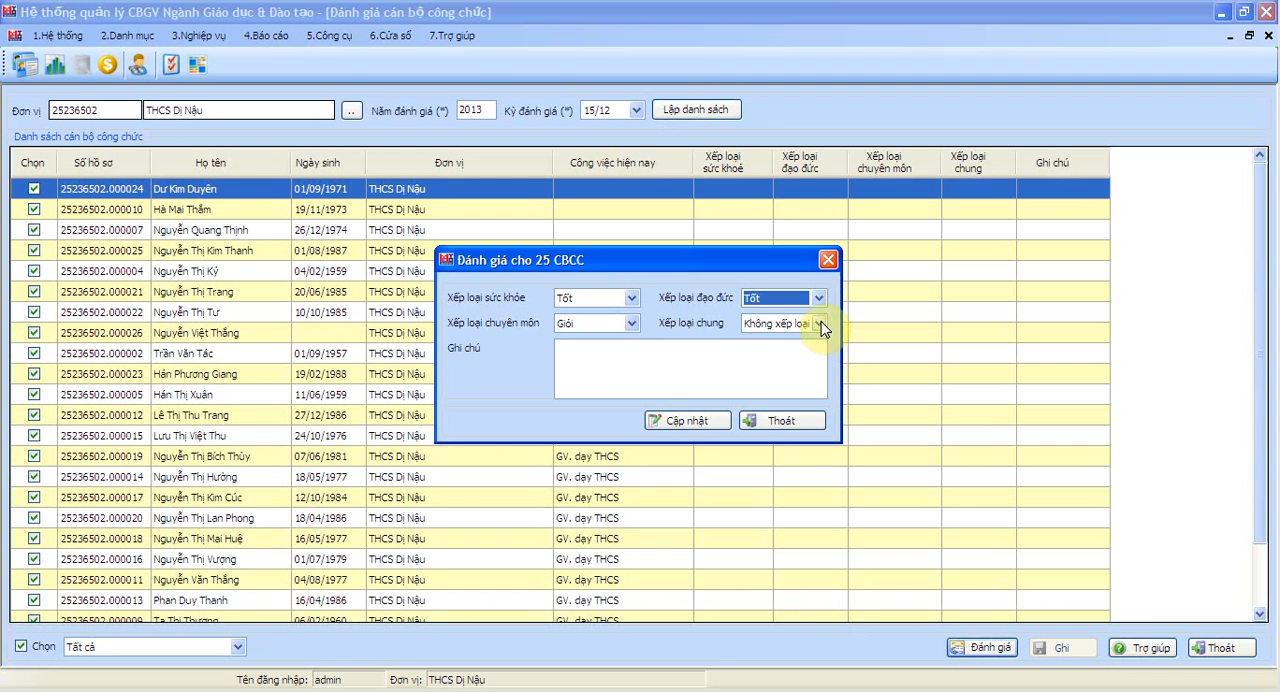 Hệ thống quản lý CBGV Ngành Giáo dục & Đào tạo - [Đánh giá cán bộ công chức]
1.Hệ thống 2.Danh mục 3.Nghiệp vụ 4.Báo cáo 5.Công cụ 6.Cửa sổ 7.Trợ giúp
Đơn vị 25236502 THCS Dị Nậu .. Năm đánh giá (*) 2013 Kỳ đánh giá (*) 15/12 Lập danh sách
Danh sách cán bộ công chức
Chọn Số hồ sơ Họ tên Ngày sinh Đơn vị Công việc hiện nay Xếp loại sức khoẻ Xếp loại đạo đức Xếp loại chuyên môn Xếp loại chung Ghi chú
25236502.000024 Dư Kim Duyên 01/09/1971 THCS Dị Nậu
25236502.000010 Hà Mai Thắm 19/11/1973 THCS Dị Nậu
25236502.000007 Nguyễn Quang Thịnh 26/12/1974 THCS Dị Nậu
25236502.000025 Nguyễn Thị Kim Thanh 01/08/1987 THCS Dị Nậu
25236502.000004 Nguyễn Thị Kỷ 04/02/1959 THCS Dị Nậu
25236502.000021 Nguyễn Thị Trang 20/06/1985 THCS Dị Nậu
25236502.000008 Nguyễn Thị Tư 10/10/1985 THCS Dị Nậu
25236502.000026 Nguyễn Việt Thắng THCS Dị Nậu
25236502.000002 Trần Văn Tác 01/09/1957 THCS Dị Nậu
25236502.000023 Hán Phương Giang 19/02/1988 THCS Dị Nậu
25236502.000005 Hán Thị Xuân 11/06/1959 THCS Dị Nậu
25236502.000012 Lê Thị Thu Trang 27/12/1986 THCS Dị Nậu
25236502.000015 Lưu Thị Việt Thu 24/10/1976 THCS Dị Nậu
25236502.000019 Nguyễn Thị Bích Thủy 07/06/1981 THCS Dị Nậu GV. dạy THCS
25236502.000014 Nguyễn Thị Hường 18/05/1977 THCS Dị Nậu GV. dạy THCS
25236502.000017 Nguyễn Thị Kim Cúc 12/10/1984 THCS Dị Nậu GV. dạy THCS
25236502.000020 Nguyễn Thị Lan Phong 18/04/1986 THCS Dị Nậu GV. dạy THCS
25236502.000018 Nguyễn Thị Mai Huệ 16/05/1977 THCS Dị Nậu GV. dạy THCS
25236502.000016 Nguyễn Thị Vượng 01/07/1979 THCS Dị Nậu GV. dạy THCS
25236502.000011 Nguyễn Văn Thắng 04/08/1977 THCS Dị Nậu GV. dạy THCS
25236502.000013 Phan Duy Thanh 16/04/1986 THCS Dị Nậu GV. dạy THCS
25236502.000009 Tạ Thị Thương 06/02/1960 THCS Dị Nậu GV. dạy THCS
Đánh giá cho 25 CBCC
Xếp loại sức khỏe Tốt Xếp loại đạo đức Tốt
Xếp loại chuyên môn Giỏi Xếp loại chung Không xếp loại
Ghi chú
Cập nhật Thoát
Chọn Tất cả Đánh giá Ghi Trợ giúp Thoát
Tên đăng nhập: admin Đơn vị: THCS Dị Nậu